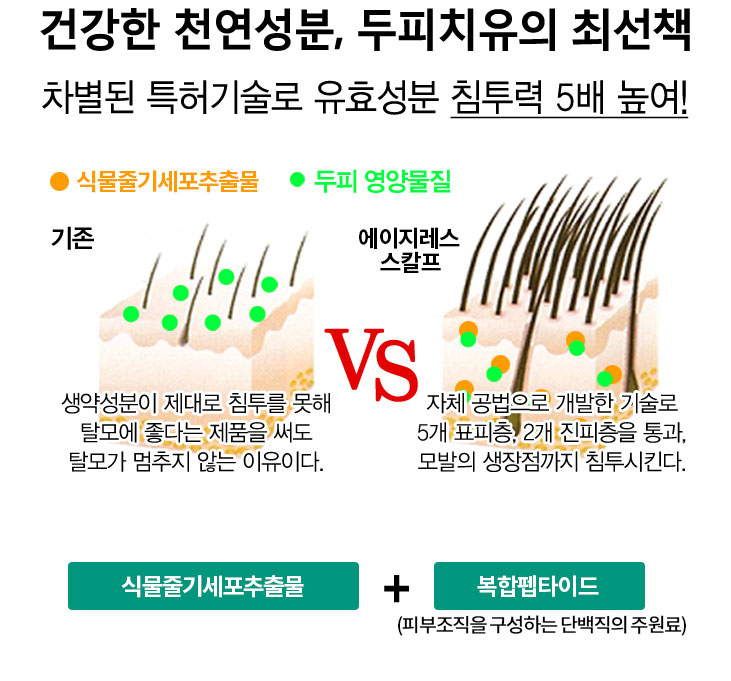 건강한 천연성분, 두피치유의 최선책
차별된 특허기술로 유효성분 침투력 5배 높여!
식물줄기세포추출물
두피 영양물질
기존
에이지레스
스칼프
VS
생약성분이 제대로 침투를 못해
탈모에 좋다는 제품을 써도
탈모가 멈추지 않는 이유이다.
자체 공법으로 개발한 기술로
5개 표피층, 2개 진피층을 통과,
모발의 생장점까지 침투시킨다.
식물줄기세포추출물
+
복합펩타이드
(피부조직을 구성하는 단백직의 주원료)